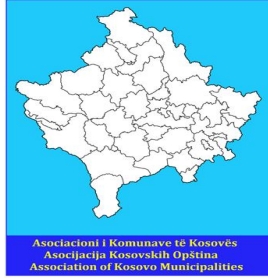 Asociacioni i Komunave të Kosovës
Asocijacija Kosovskih Opština
Association of Kosovo Municipalities